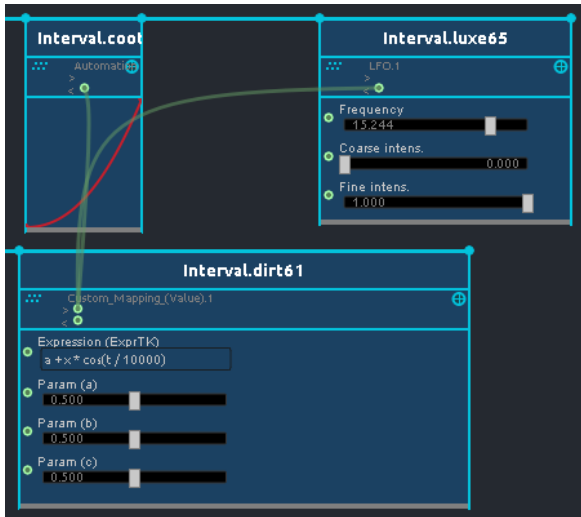 Interval.coot
Automation
>
<
Interval.luxe65
LFO.1
>
<
Frequency
15.244
Coarse intens.
0.000
Fine intens.
1.000
Interval.dirt61
Custom_Mapping_(Value).1
>
<
Expression (ExprTK)
a +x * cos(t / 10000)
Param (a)
0.500
Param (b)
0.500
Param (c)
0.500